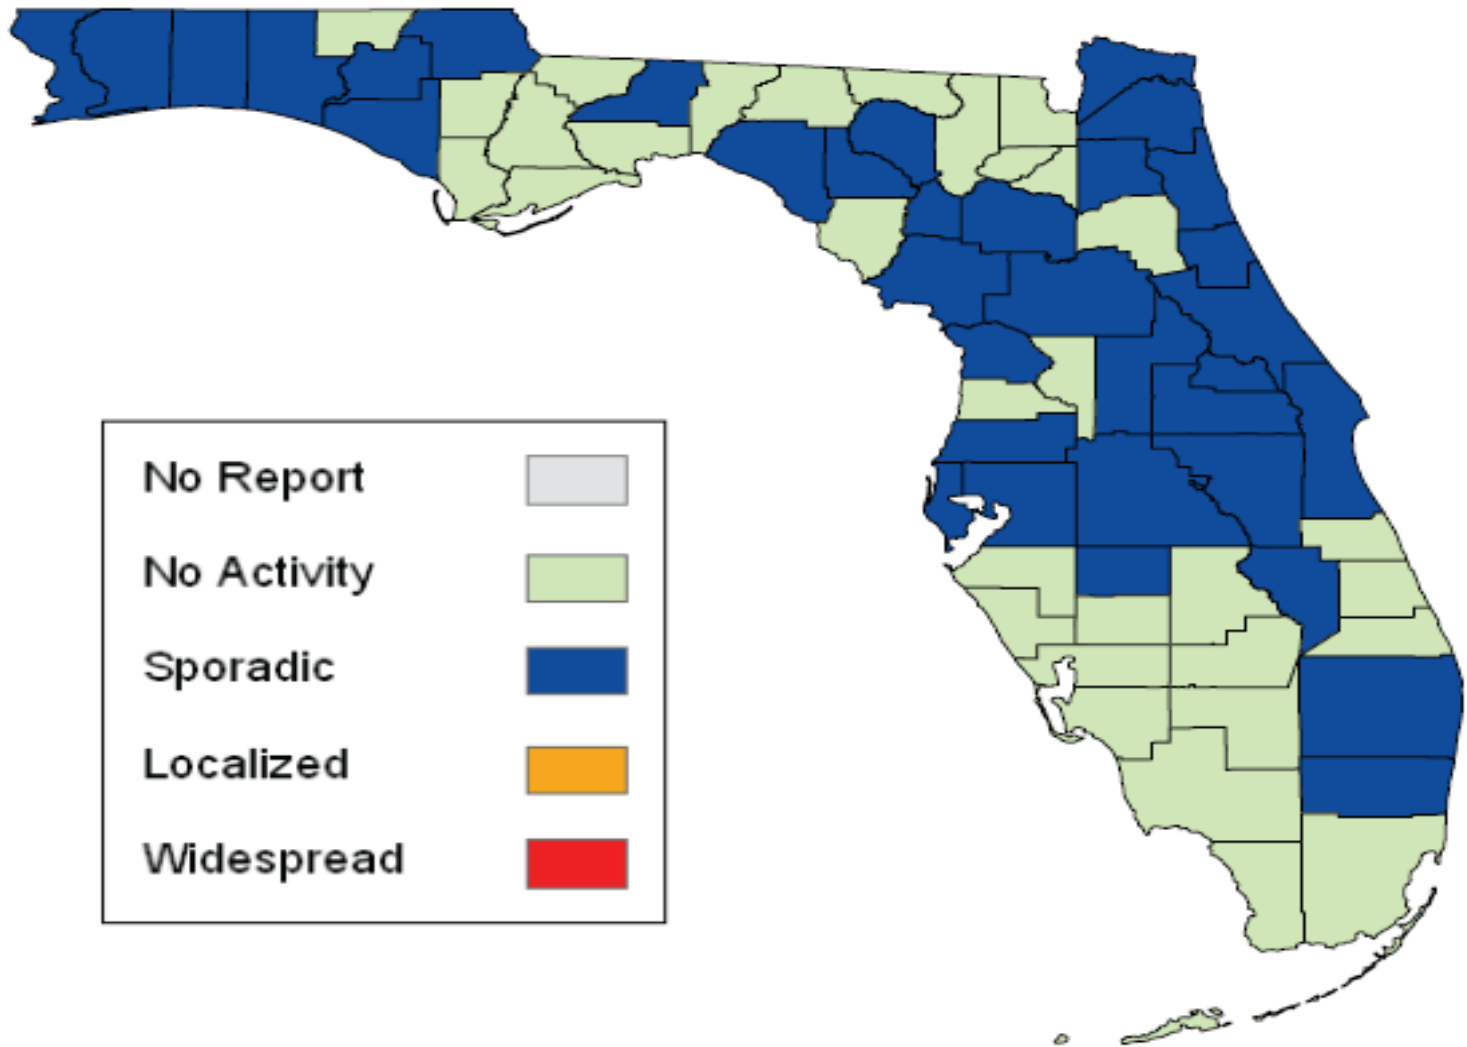 No Report
No Activity
Sporadic
Localized
Widespread